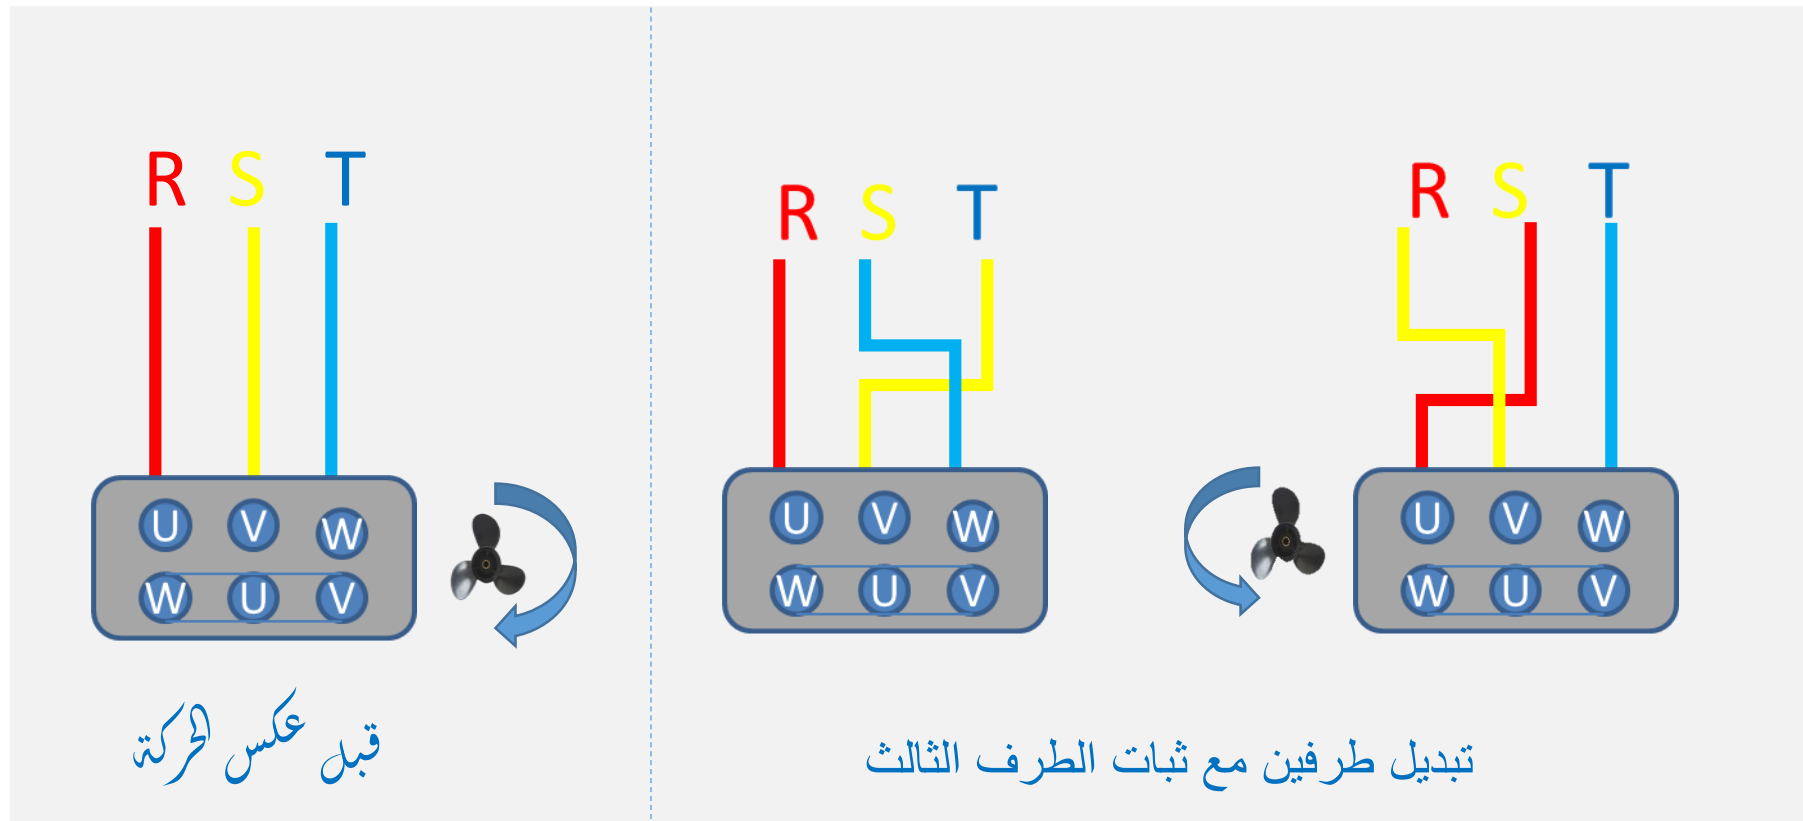 R S T
U V W
W U V
قبل عكس الحركة
R S T
U V W
W U V
R S T
U V W
W U V
تبديل طرفين مع ثبات الطرف الثالث